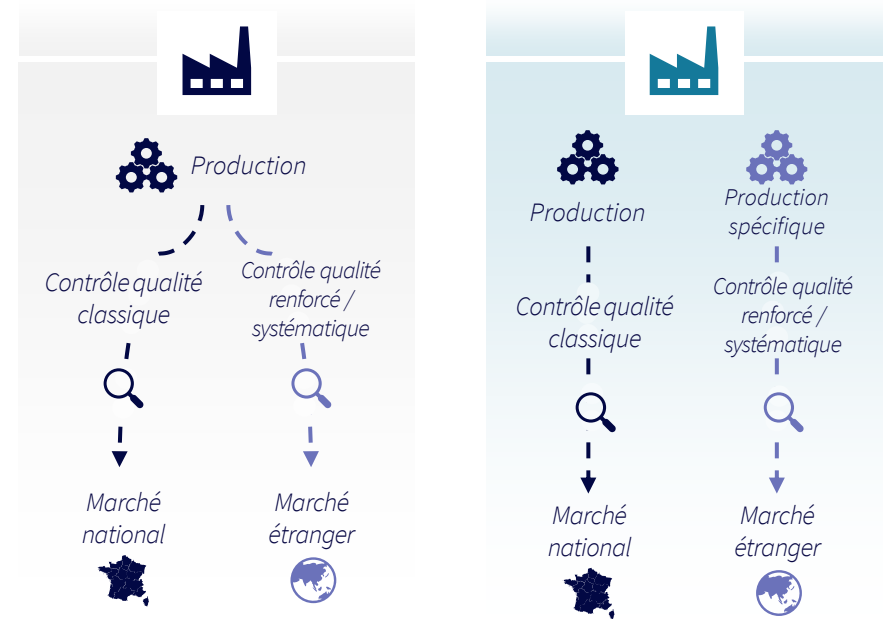 Production
Contrôle qualité
classique
Contrôle qualité
renforcé /
systématique
Marché
national
Marché
étranger
Production
Contrôle qualité
classique
Marché
national
Production
spécifique
Contrôle qualité
renforcé /
systématique
Marché
étranger